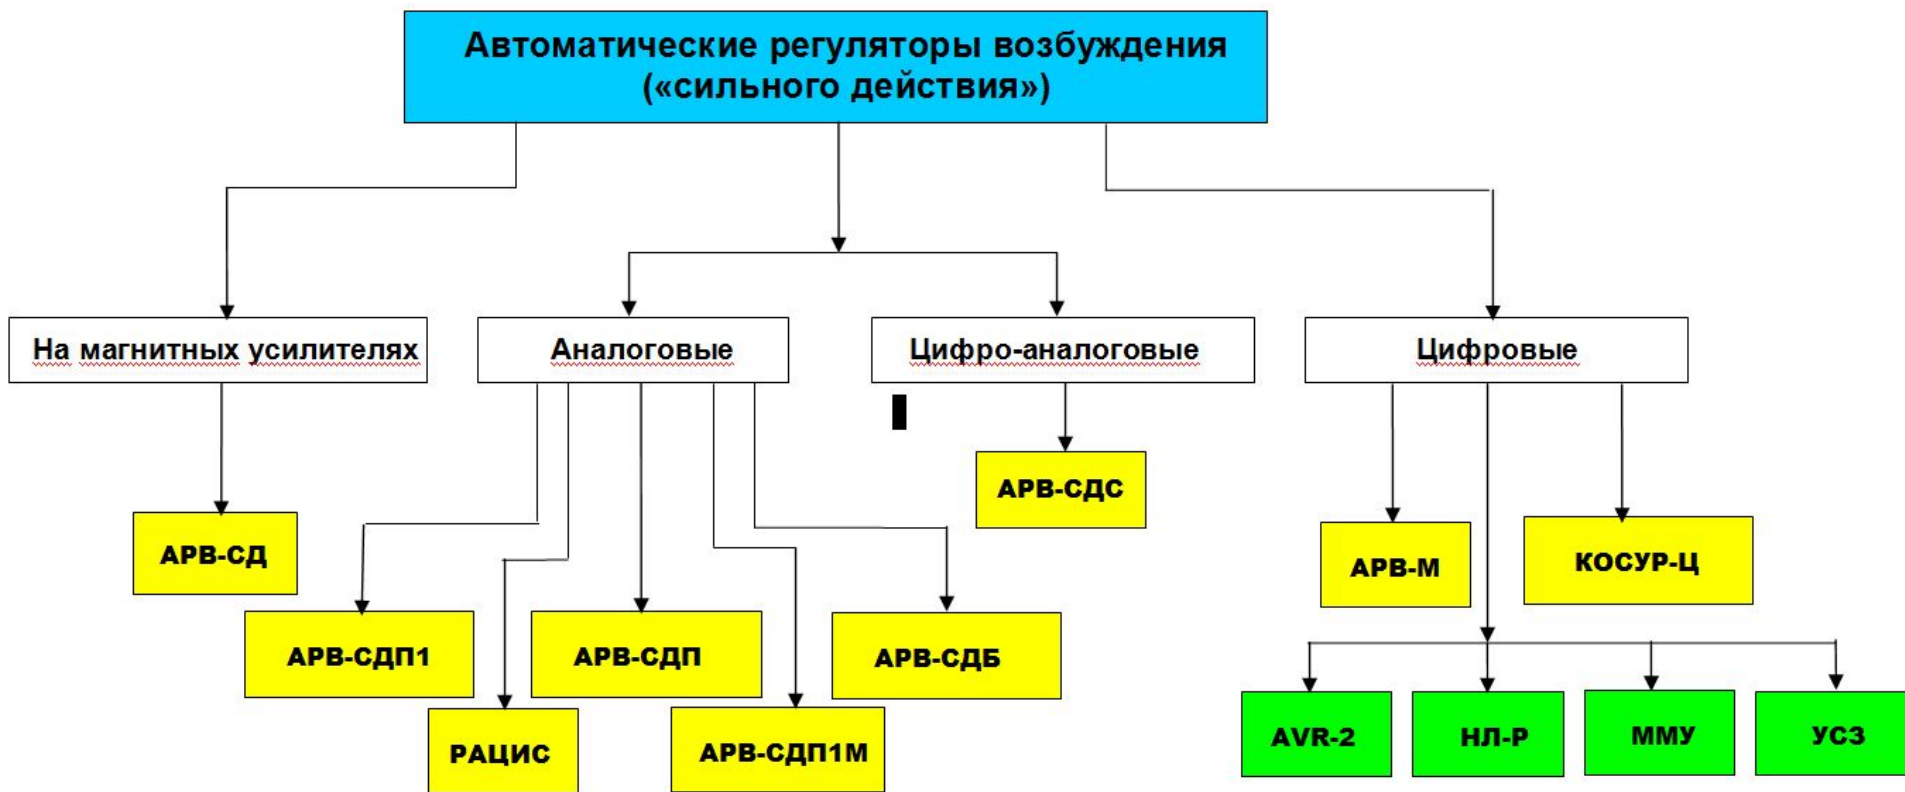 Автоматические регуляторы возбуждения
(«сильного действия»)
На магнитных усилителях
Аналоговые
Цифро-аналоговые
Цифровые
АРВ-СДС
АРВ-СД
АРВ-М
КОСУР-Ц
АРВ-СДП1
АРВ-СДП
АРВ-СДБ
РАЦИС
АРВ-СДП1М
AVR-2
НЛ-Р
ММУ
УСЗ